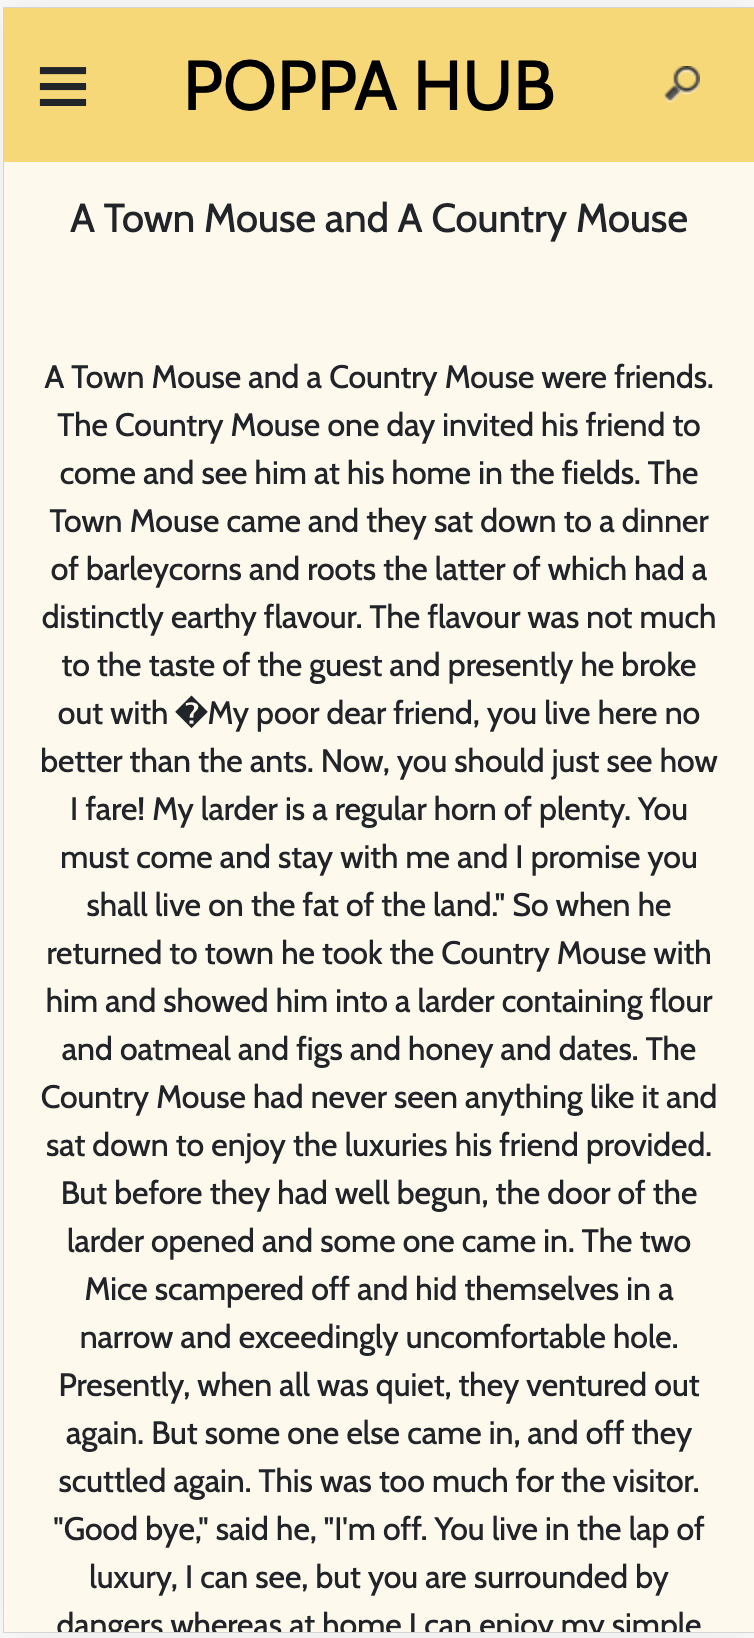 POPPA HUB
A Town Mouse and A Country Mouse
A Town Mouse and a Country Mouse were friends.
The Country Mouse one day invited his friend to
come and see him at his home in the fields. The
Town Mouse came and they sat down to a dinner
of barleycorns and roots the latter of which had a
distinctly earthy flavour. The flavour was not much
to the taste of the guest and presently he broke
out with �My poor dear friend, you live here no
better than the ants. Now, you should just see how
I fare! My larder is a regular horn of plenty. You
must come and stay with me and I promise you
shall live on the fat of the land." So when he
returned to town he took the Country Mouse with
him and showed him into a larder containing flour
and oatmeal and figs and honey and dates. The
Country Mouse had never seen anything like it and
sat down to enjoy the luxuries his friend provided.
But before they had well begun, the door of the
larder opened and some one came in. The two
Mice scampered off and hid themselves in a
narrow and exceedingly uncomfortable hole.
Presently, when all was quiet, they ventured out
again. But some one else came in, and off they
scuttled again. This was too much for the visitor.
"Good bye," said he, "I'm off. You live in the lap of
luxury, I can see, but you are surrounded by
dangers whereas at home I can enjoy my simple